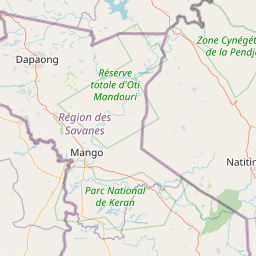 Zone Cynégét
de la Pendj
Dapaong
Réserve
totale d'Oti
Mandouri
Région des
Savanes
Mango
Natitin
Parc National
de Keran